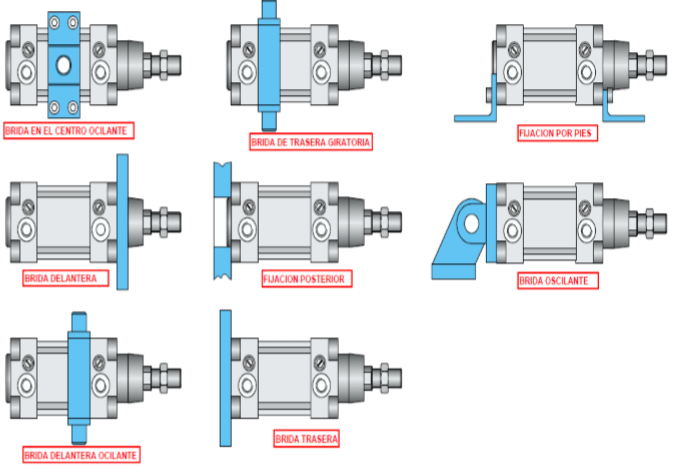 BRIDA EN EL CENTRO OCILANTE
BRIDA DE TRASERA GIRATORIA
FIJACION POR PIES
BRIDA DELANTERA
FIJACION POSTERIOR
BRIDA OSCILANTE
BRIDA DELANTERA OCILANTE
BRIDA TRASERA